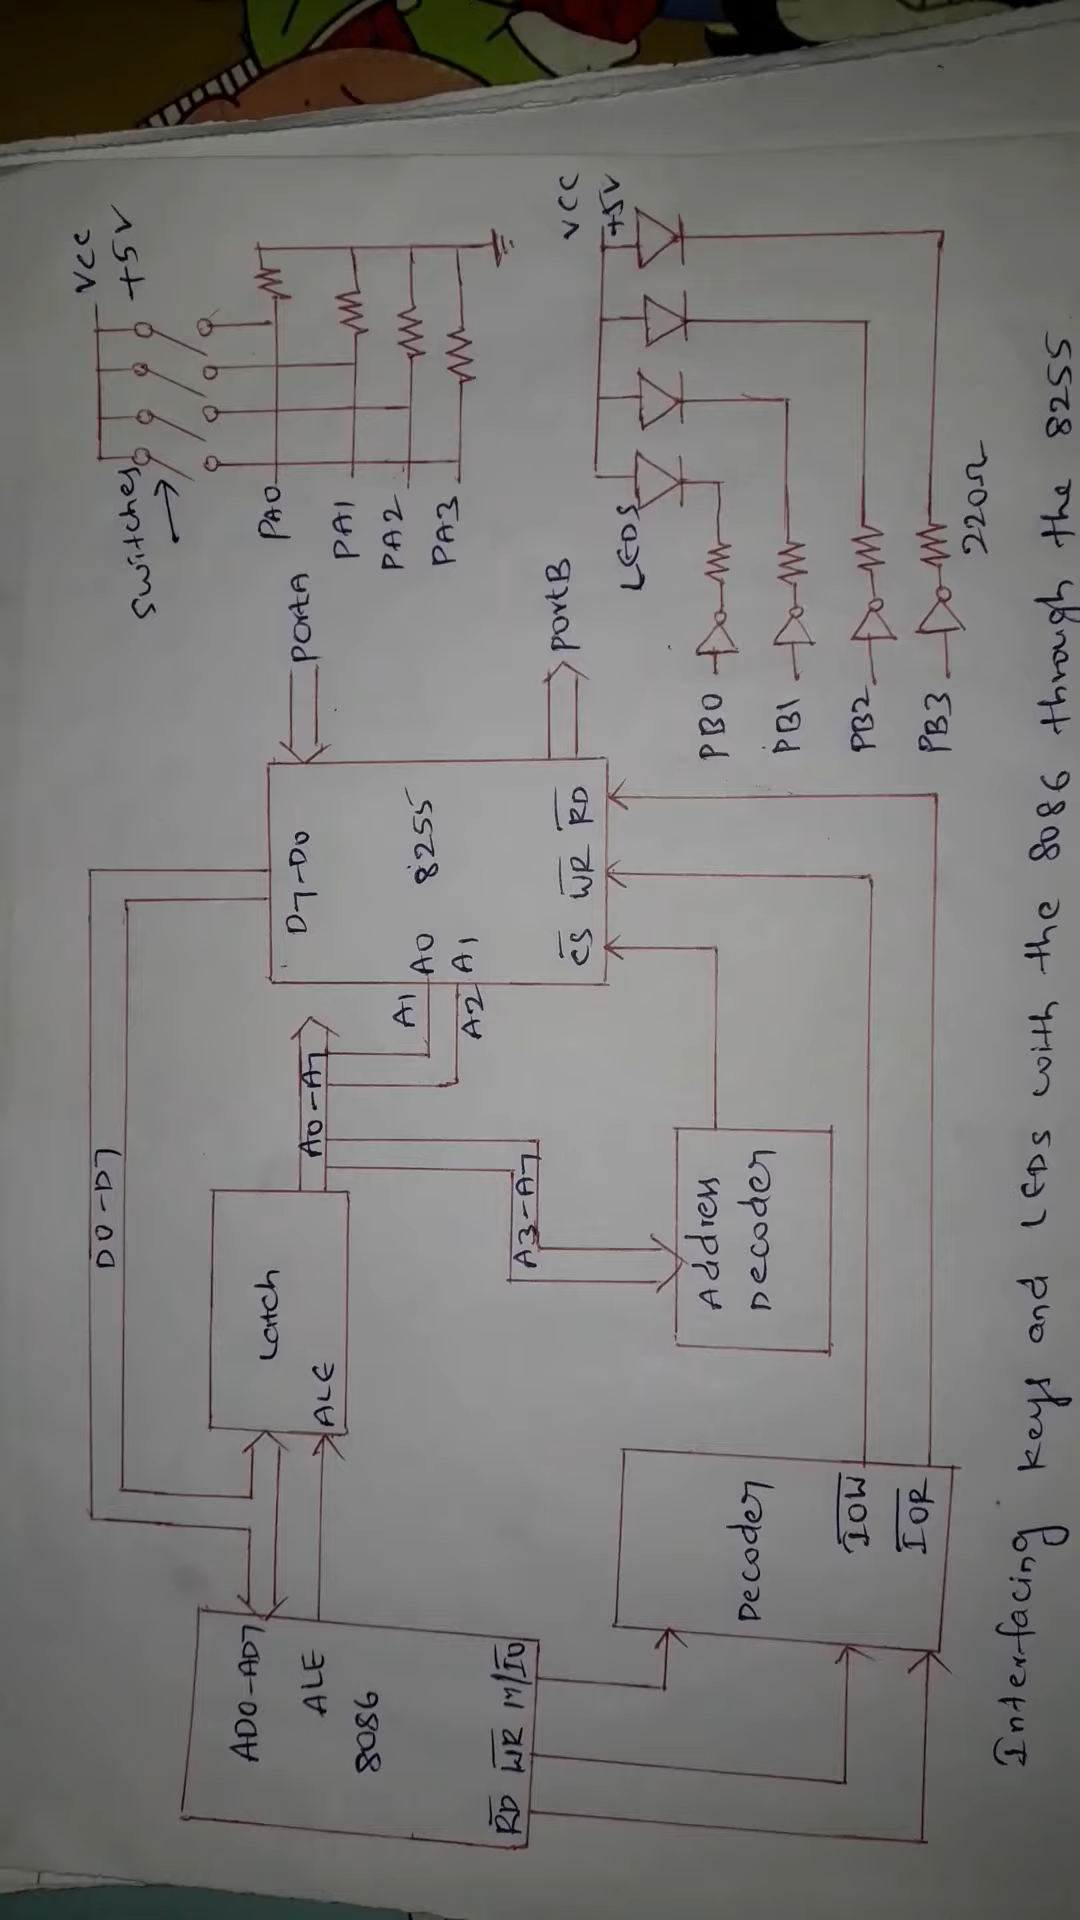 D0-D7
AD0-AD7
ALE
8086
RD WR M/IO
Latch
ALE
A0-A7
A3-A7
A1
A2
D7-D0
A0 8255
A1
CS WR RD
Port A
Port B
Address
Decoder
Decoder
IOW
IOR
VCC
+5V
Switches
PA0
PA1
PA2
PA3
VCC
+5V
LEDS
PB0
PB1
PB2
PB3
220Ω
Interfacing keys and LEDs with the 8086 through the 8255